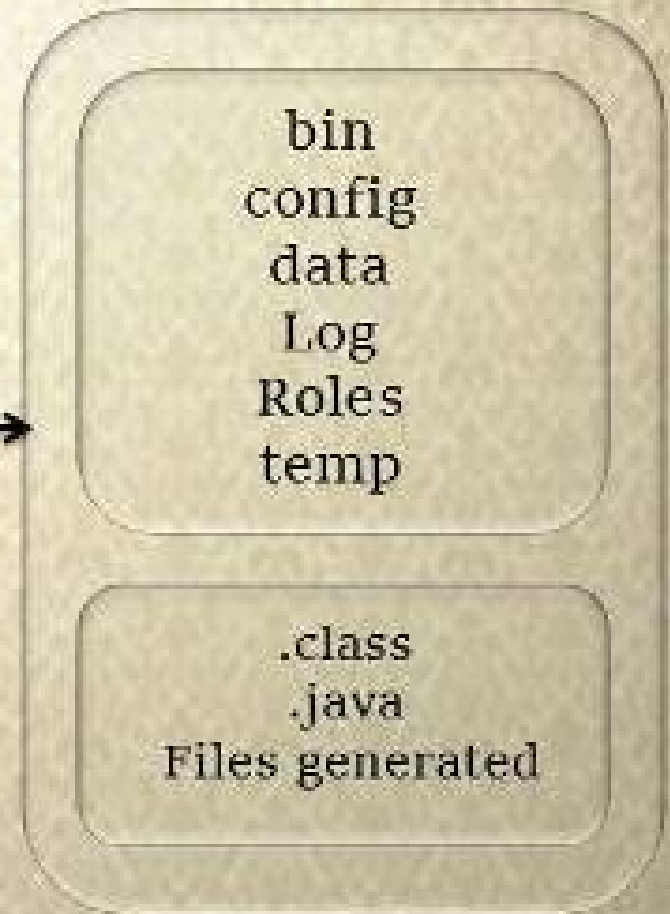 bin
config
data
Log
Roles
temp
.class
.java
Files generated